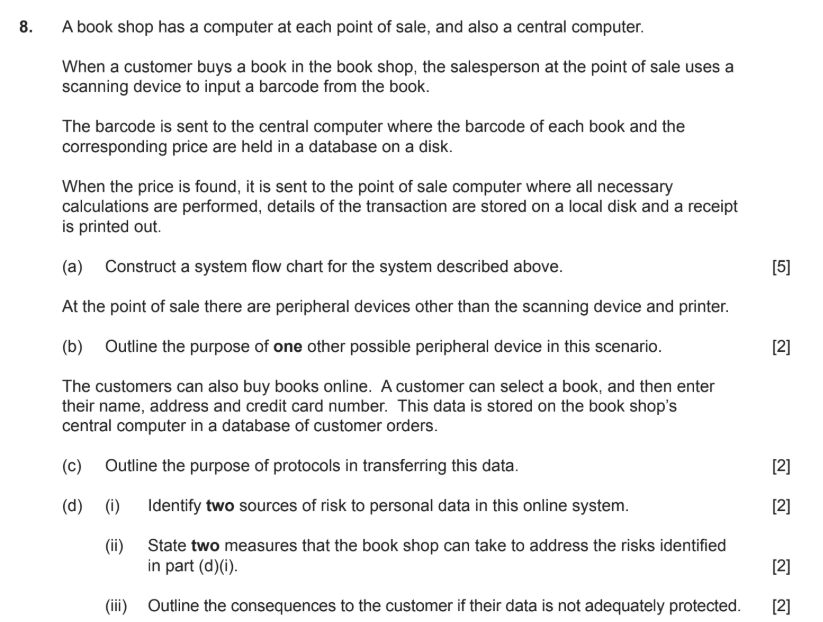 8. A book shop has a computer at each point of sale, and also a central computer.
When a customer buys a book in the book shop, the salesperson at the point of sale uses a
scanning device to input a barcode from the book.
The barcode is sent to the central computer where the barcode of each book and the
corresponding price are held in a database on a disk.
When the price is found, it is sent to the point of sale computer where all necessary
calculations are performed, details of the transaction are stored on a local disk and a receipt
is printed out.
(a) Construct a system flow chart for the system described above. [5]
At the point of sale there are peripheral devices other than the scanning device and printer.
(b) Outline the purpose of one other possible peripheral device in this scenario. [2]
The customers can also buy books online. A customer can select a book, and then enter
their name, address and credit card number. This data is stored on the book shop's
central computer in a database of customer orders.
(c) Outline the purpose of protocols in transferring this data. [2]
(d) (i) Identify two sources of risk to personal data in this online system. [2]
(ii) State two measures that the book shop can take to address the risks identified
in part (d)(i). [2]
(iii) Outline the consequences to the customer if their data is not adequately protected. [2]